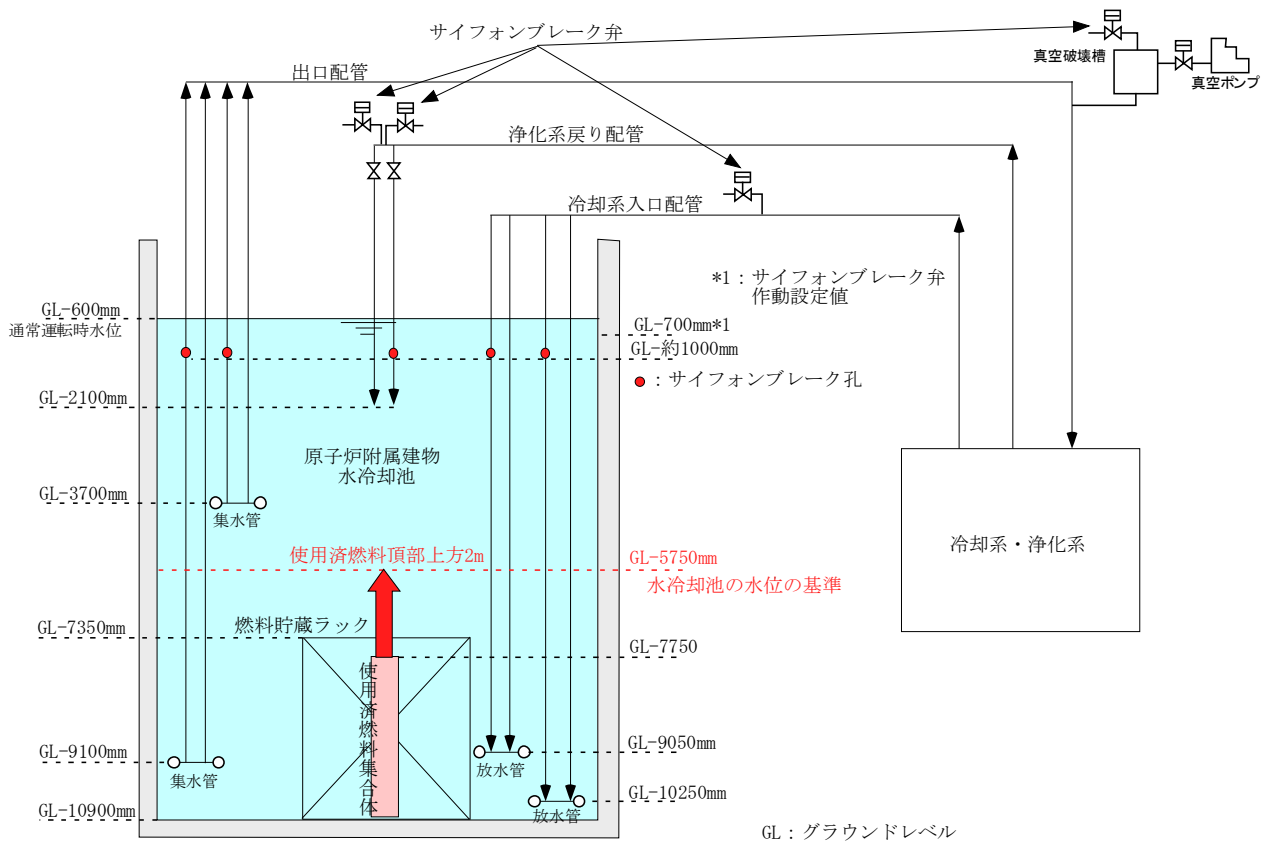 サイフォンブレーク弁
真空破壊槽
真空ポンプ
出口配管
浄化系戻り配管
冷却系入口配管
*1：サイフォンブレーク弁
作動設定値
GL-600mm
通常運転時水位
GL-700mm*1
GL-約1000mm
●：サイフォンブレーク孔
GL-2100mm
原子炉附属建物
水冷却池
GL-3700mm
集水管
使用済燃料頂部上方2m
GL-5750mm
水冷却池の水位の基準
冷却系・浄化系
GL-7350mm
燃料貯蔵ラック
GL-7750
使用済燃料集合体
GL-9100mm
集水管
GL-9050mm
放水管
GL-10250mm
放水管
GL-10900mm
GL：グラウンドレベル